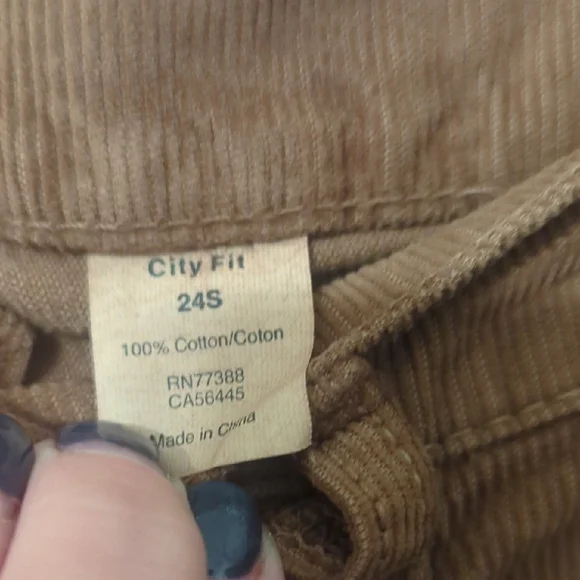 City Fit
24S
100% Cotton/Coton
RN77388
CA56445
Made in China